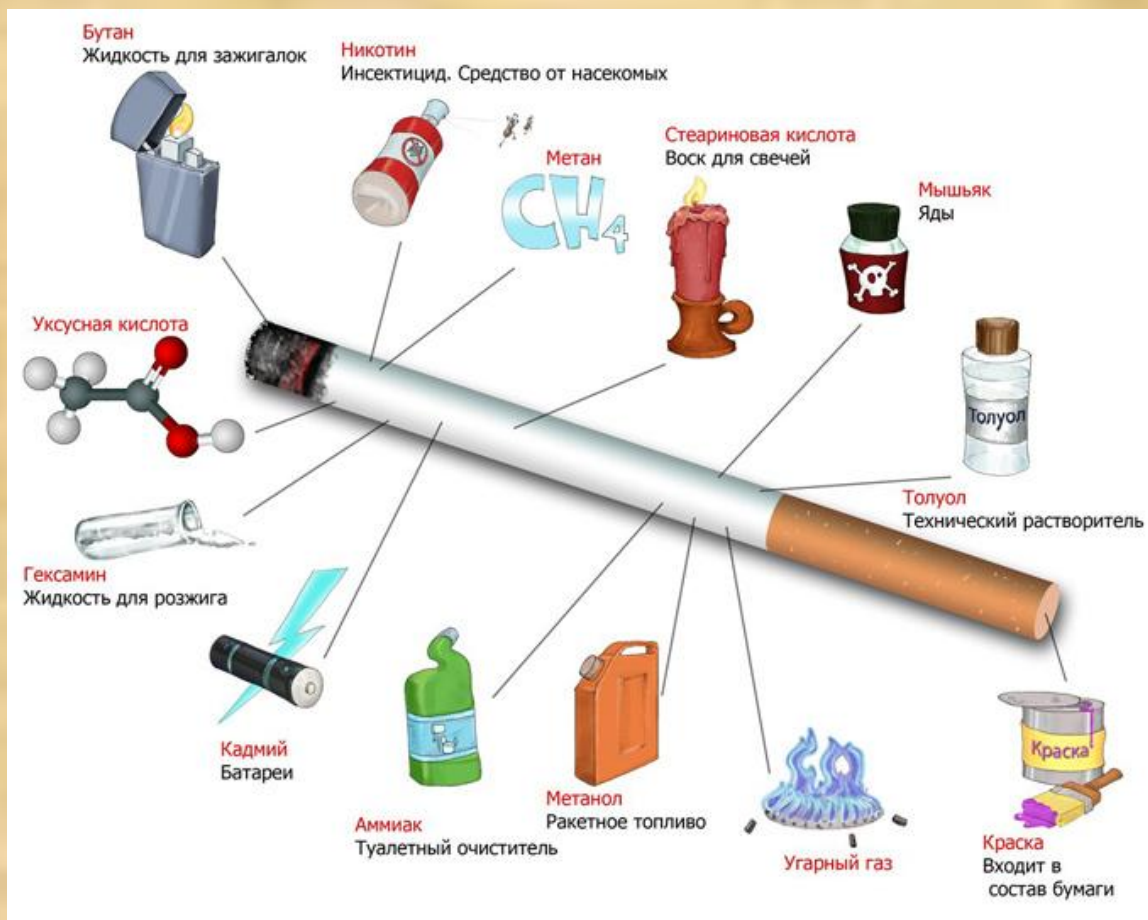 Бутан
Жидкость для зажигалок
Никотин
Инсектицид. Средство от насекомых
Метан
CH4
Стеариновая кислота
Воск для свечей
Мышьяк
Яды
Уксусная кислота
Толуол
Толуол
Технический растворитель
Гексамин
Жидкость для розжига
Кадмий
Батареи
Аммиак
Туалетный очиститель
Метанол
Ракетное топливо
Угарный газ
Краска
Краска
Входит в
состав бумаги